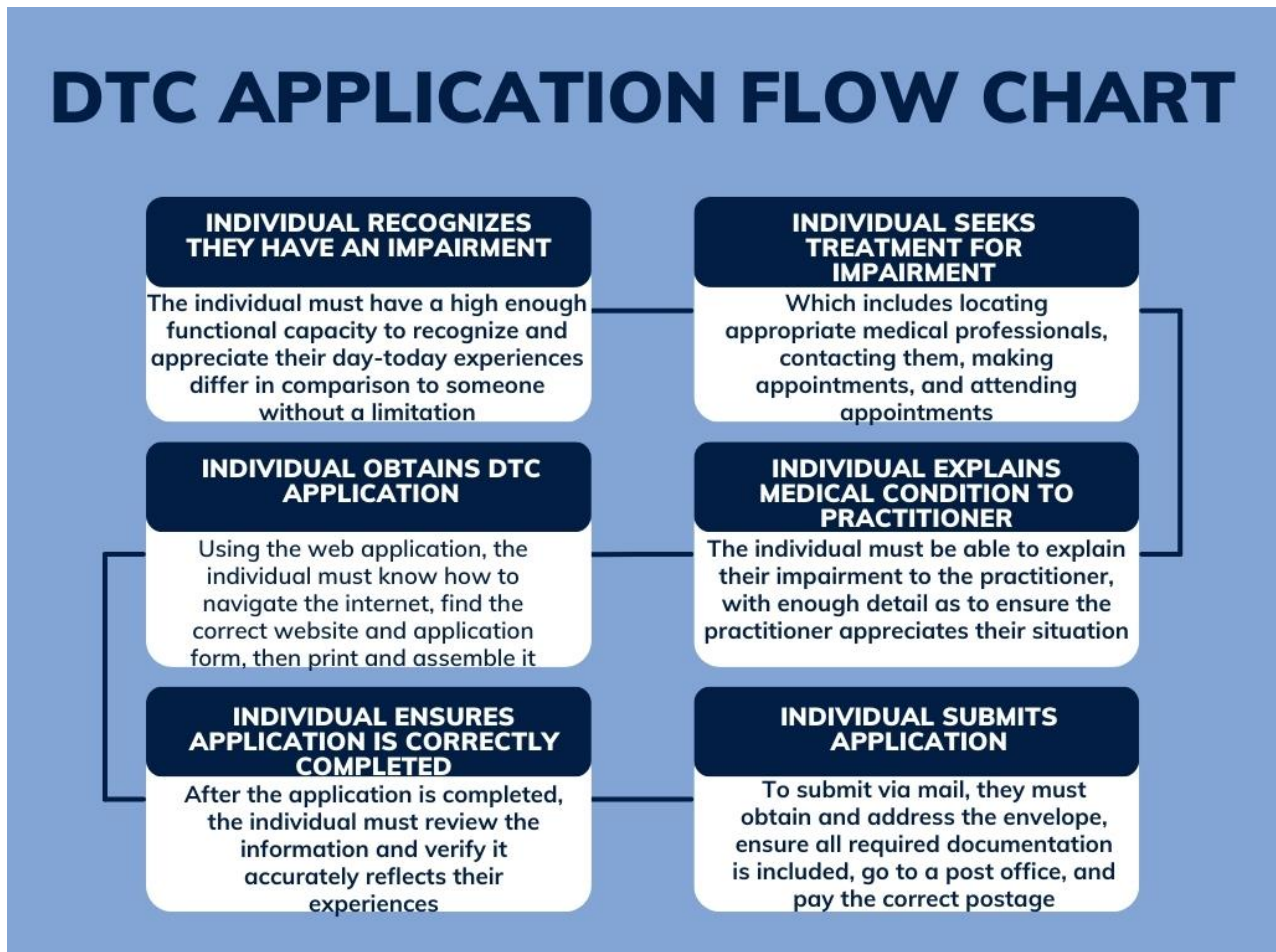 DTC APPLICATION FLOW CHART
INDIVIDUAL RECOGNIZES
THEY HAVE AN IMPAIRMENT
The individual must have a high enough
functional capacity to recognize and
appreciate their day-today experiences
differ in comparison to someone
without a limitation
INDIVIDUAL SEEKS
TREATMENT FOR
IMPAIRMENT
Which includes locating
appropriate medical professionals,
contacting them, making
appointments, and attending
appointments
INDIVIDUAL EXPLAINS
MEDICAL CONDITION TO
PRACTITIONER
The individual must be able to explain
their impairment to the practitioner,
with enough detail as to ensure the
practitioner appreciates their situation
INDIVIDUAL OBTAINS DTC
APPLICATION
Using the web application, the
individual must know how to
navigate the internet, find the
correct website and application
form, then print and assemble it
INDIVIDUAL ENSURES
APPLICATION IS CORRECTLY
COMPLETED
After the application is completed,
the individual must review the
information and verify it
accurately reflects their
experiences
INDIVIDUAL SUBMITS
APPLICATION
To submit via mail, they must
obtain and address the envelope,
ensure all required documentation
is included, go to a post office, and
pay the correct postage